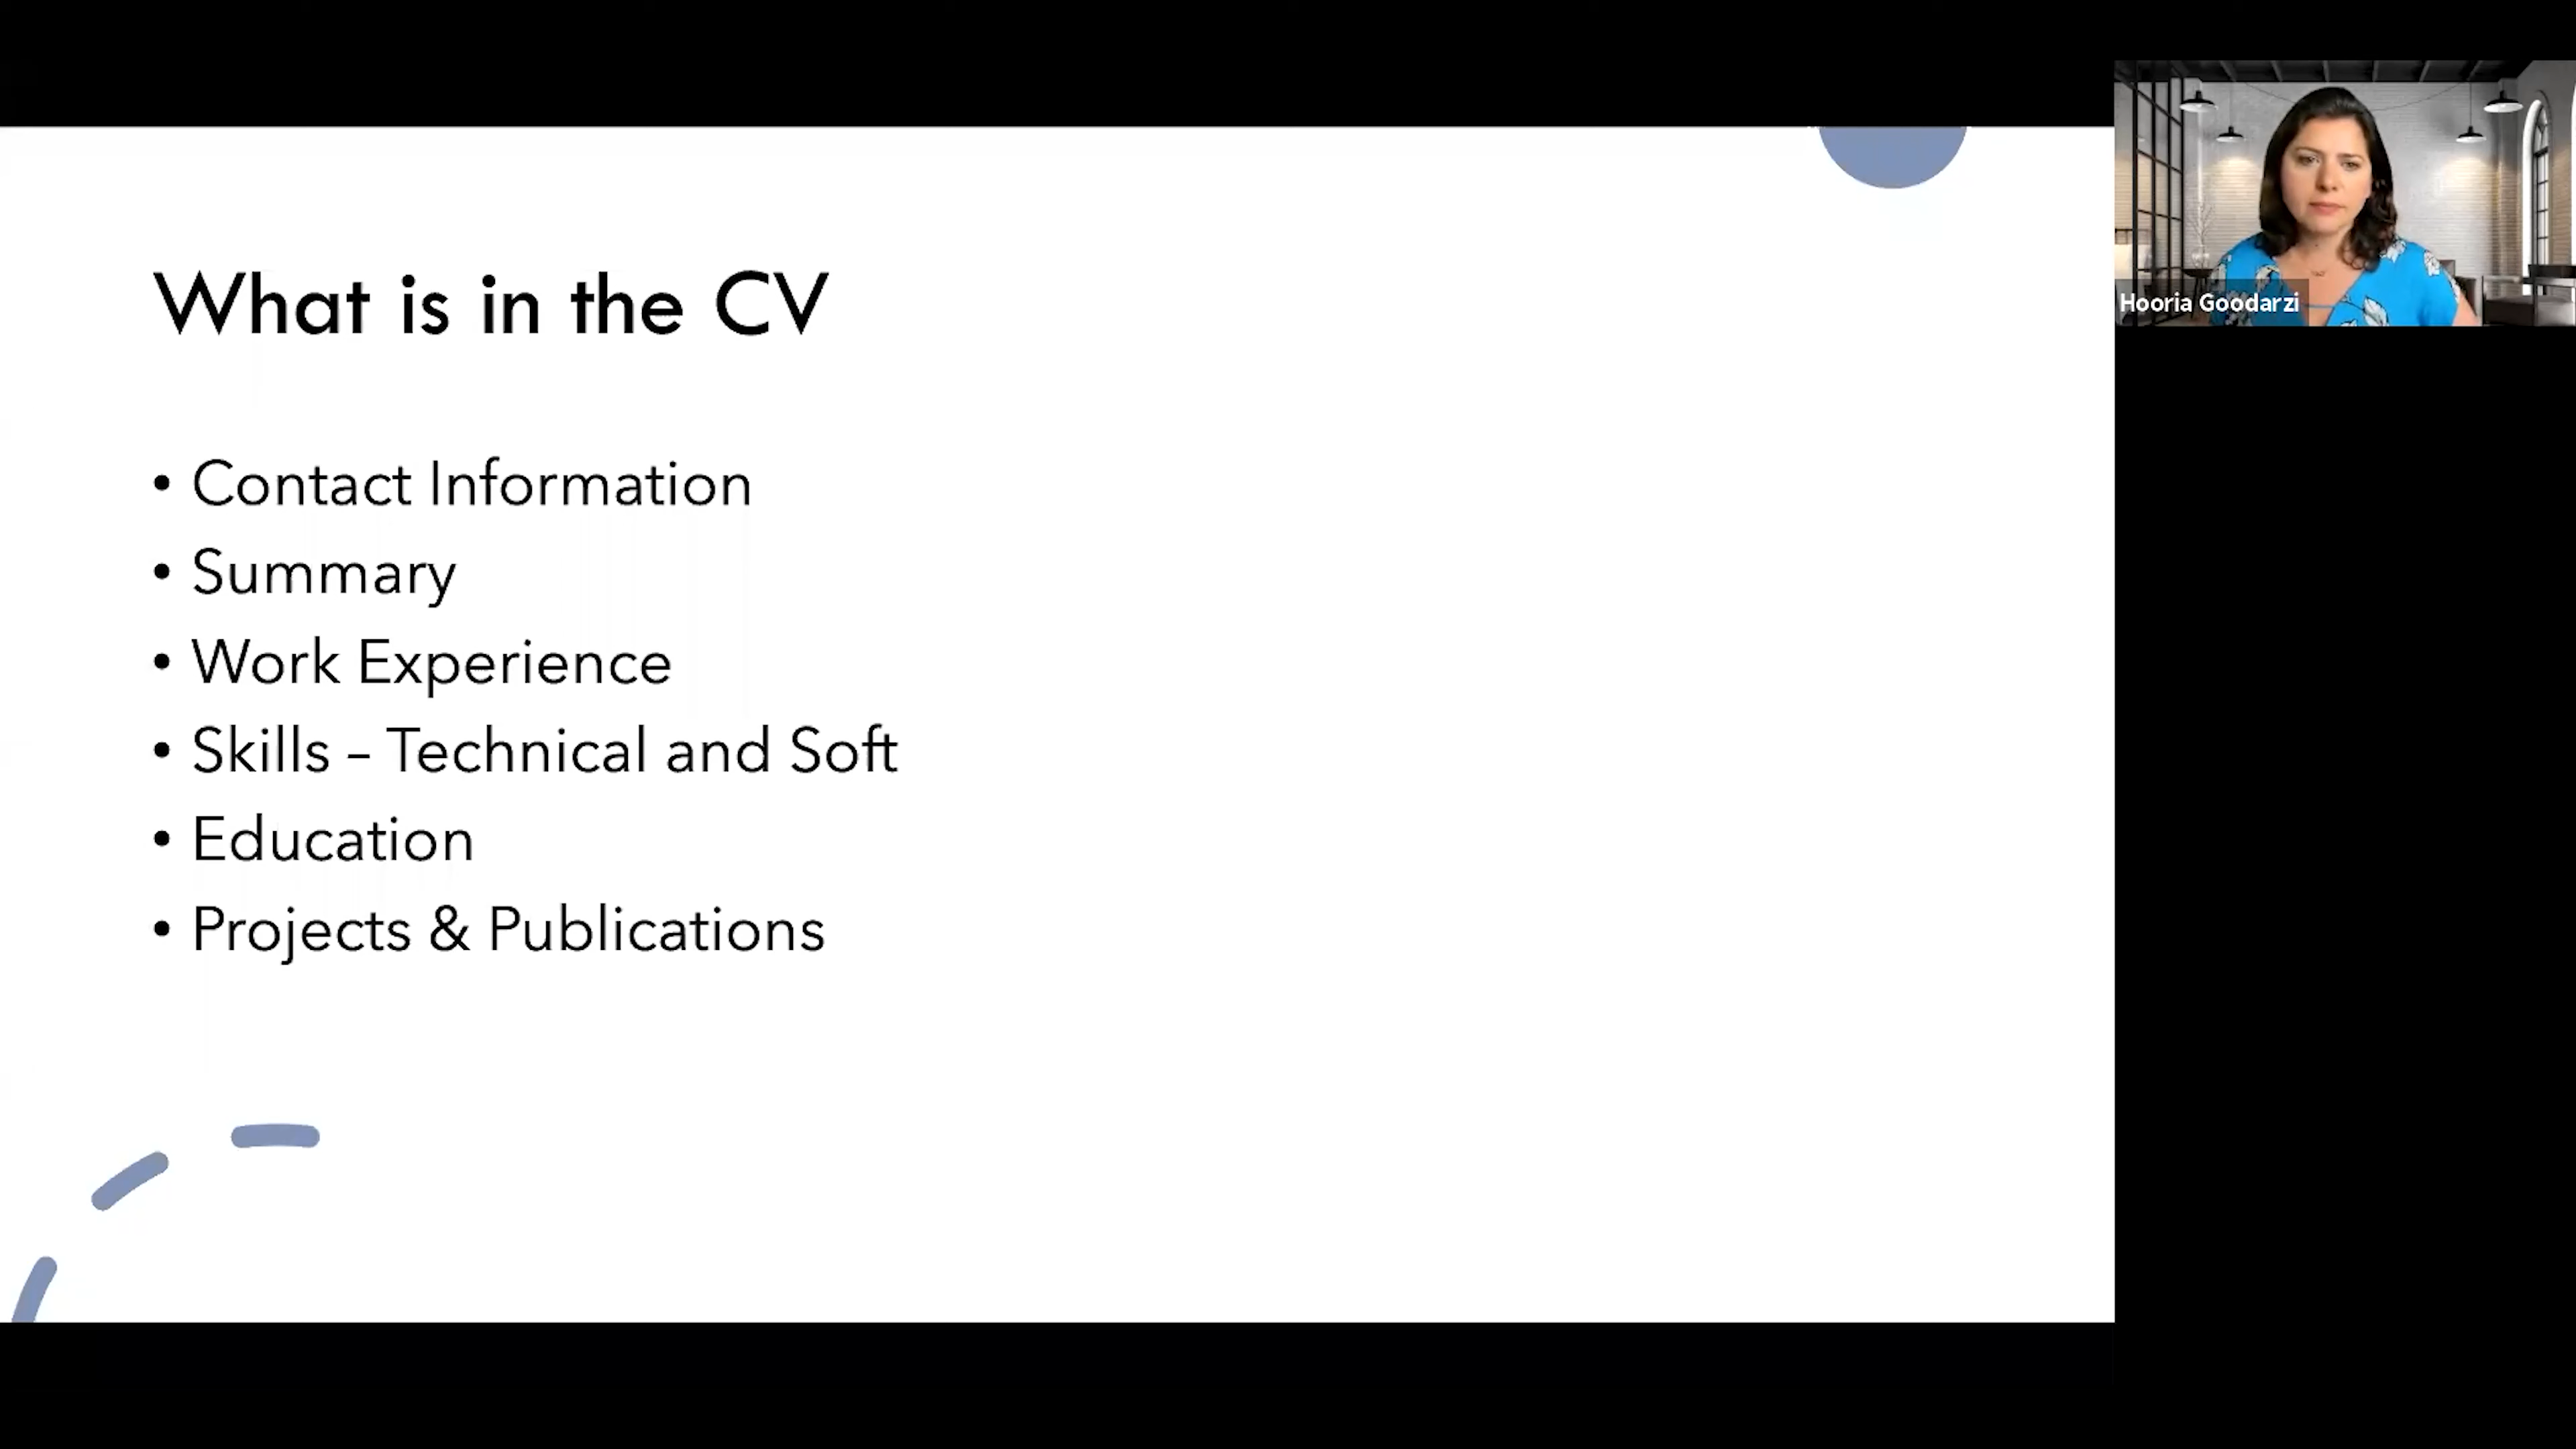 What is in the CV
• Contact Information
• Summary
• Work Experience
• Skills – Technical and Soft
• Education
• Projects & Publications
Hooria Goodarzi